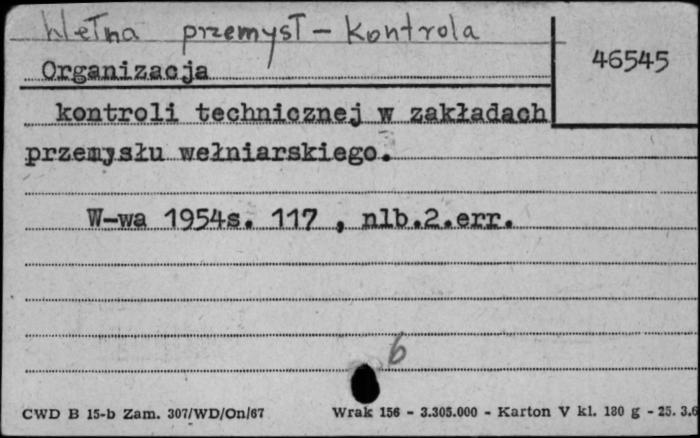 Wełna przemysł - Kontrola
46545
Organizacja
kontroli technicznej w zakładach
przemysłu wełniarskiego.
W-wa 1954s. 117 , nlb.2.err.
6
CWD B 15-b Zam. 307/WD/On/67 Wrak 156 - 3.305.000 - Karton V kl. 180 g - 25. 3.6